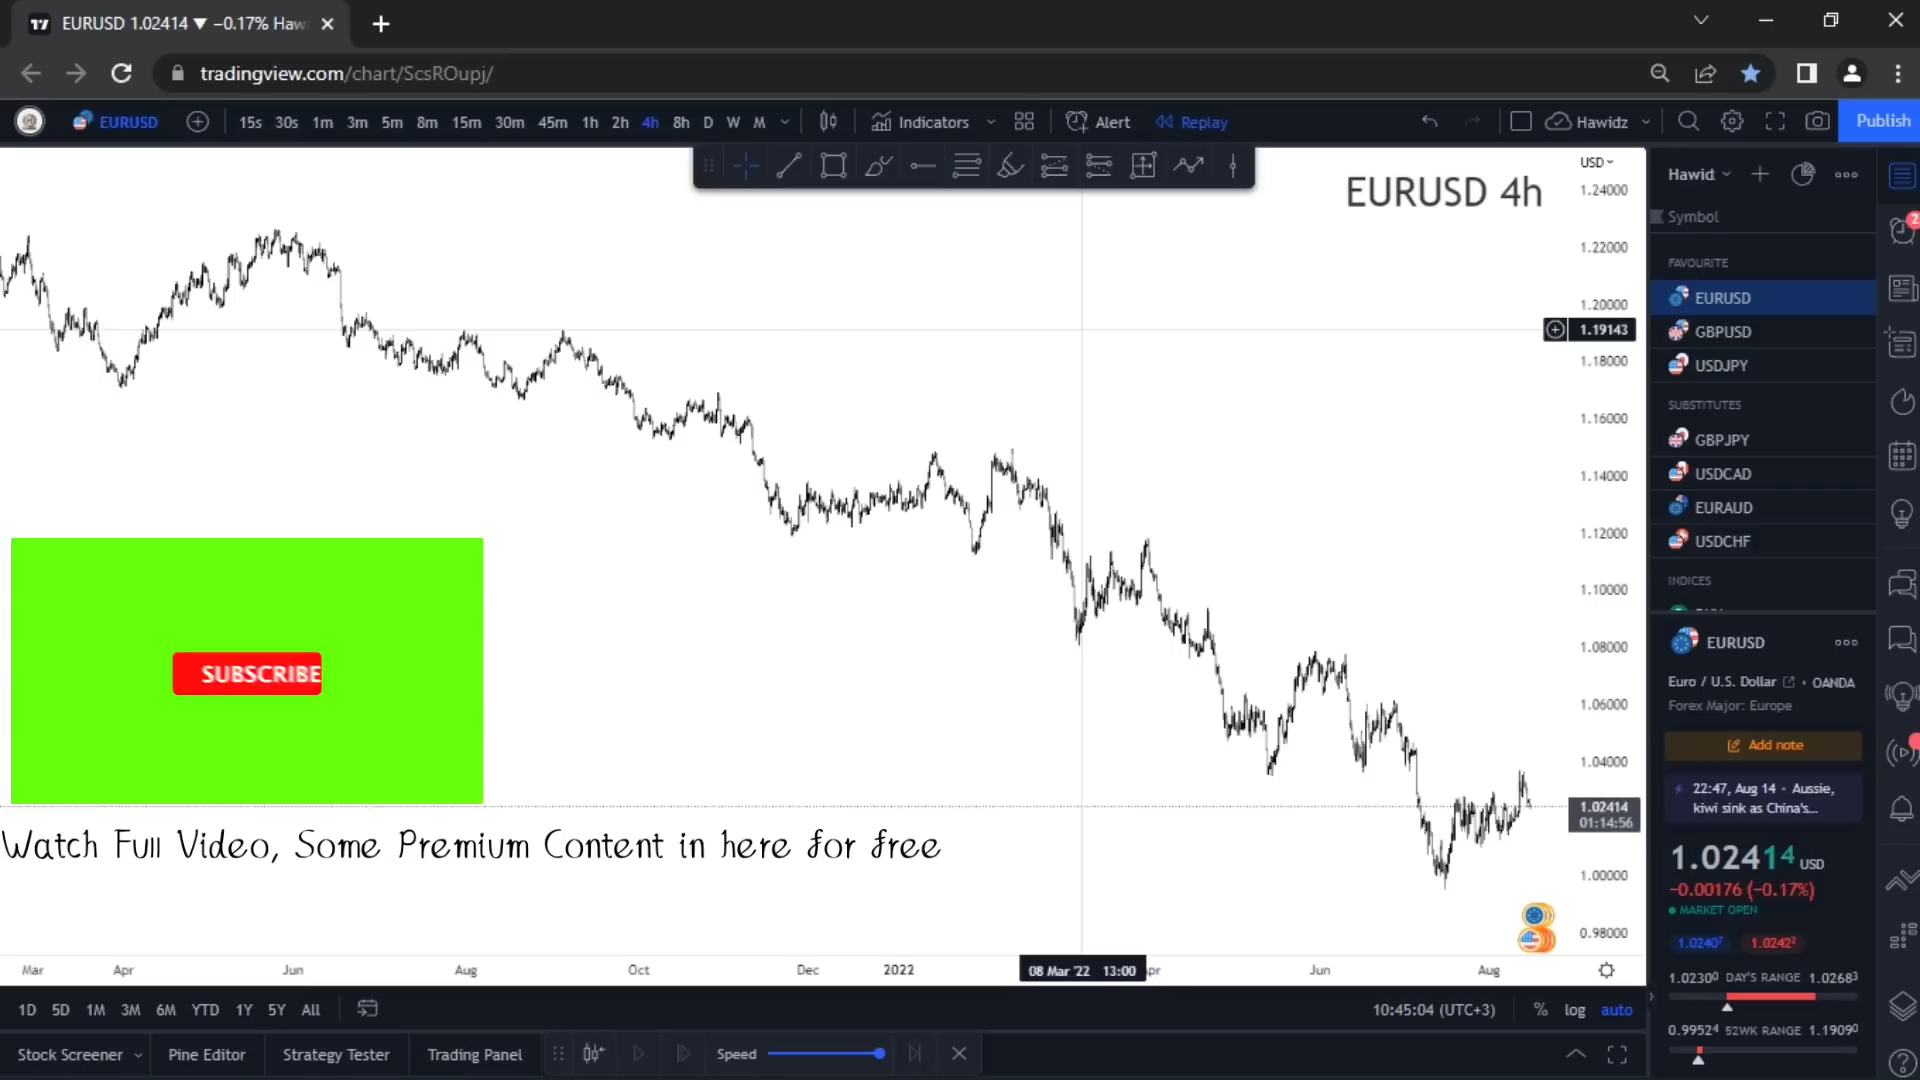 EURUSD 1.02414 ▼ −0.17% Haw
tradingview.com/chart/ScsROupj/
EURUSD 15s 30s 1m 3m 5m 8m 15m 30m 45m 1h 2h 4h 8h D W M Indicators Alert Replay Hawidz Publish
USD
EURUSD 4h
1.24000
1.22000
1.20000
1.19143
1.18000
1.16000
1.14000
1.12000
1.10000
1.08000
1.06000
1.04000
1.02414
01:14:56
1.00000
0.98000
SUBSCRIBE
Watch Full Video, Some Premium Content in here for free
Mar Apr Jun Aug Oct Dec 2022 08 Mar '22 13:00 pr Jun Aug
1D 5D 1M 3M 6M YTD 1Y 5Y All 10:45:04 (UTC+3) % log auto
Stock Screener Pine Editor Strategy Tester Trading Panel Speed
Hawid
Symbol
FAVOURITE
EURUSD
GBPUSD
USDJPY
SUBSTITUTES
GBPJPY
USDCAD
EURAUD
USDCHF
INDICES
EURUSD
Euro / U.S. Dollar • OANDA
Forex Major: Europe
Add note
22:47, Aug 14 - Aussie,
kiwi sink as China's...
1.02414 USD
−0.00176 (−0.17%)
MARKET OPEN
1.02407 1.02422
1.02300 DAY'S RANGE 1.02683
0.99524 52WK RANGE 1.19090
2